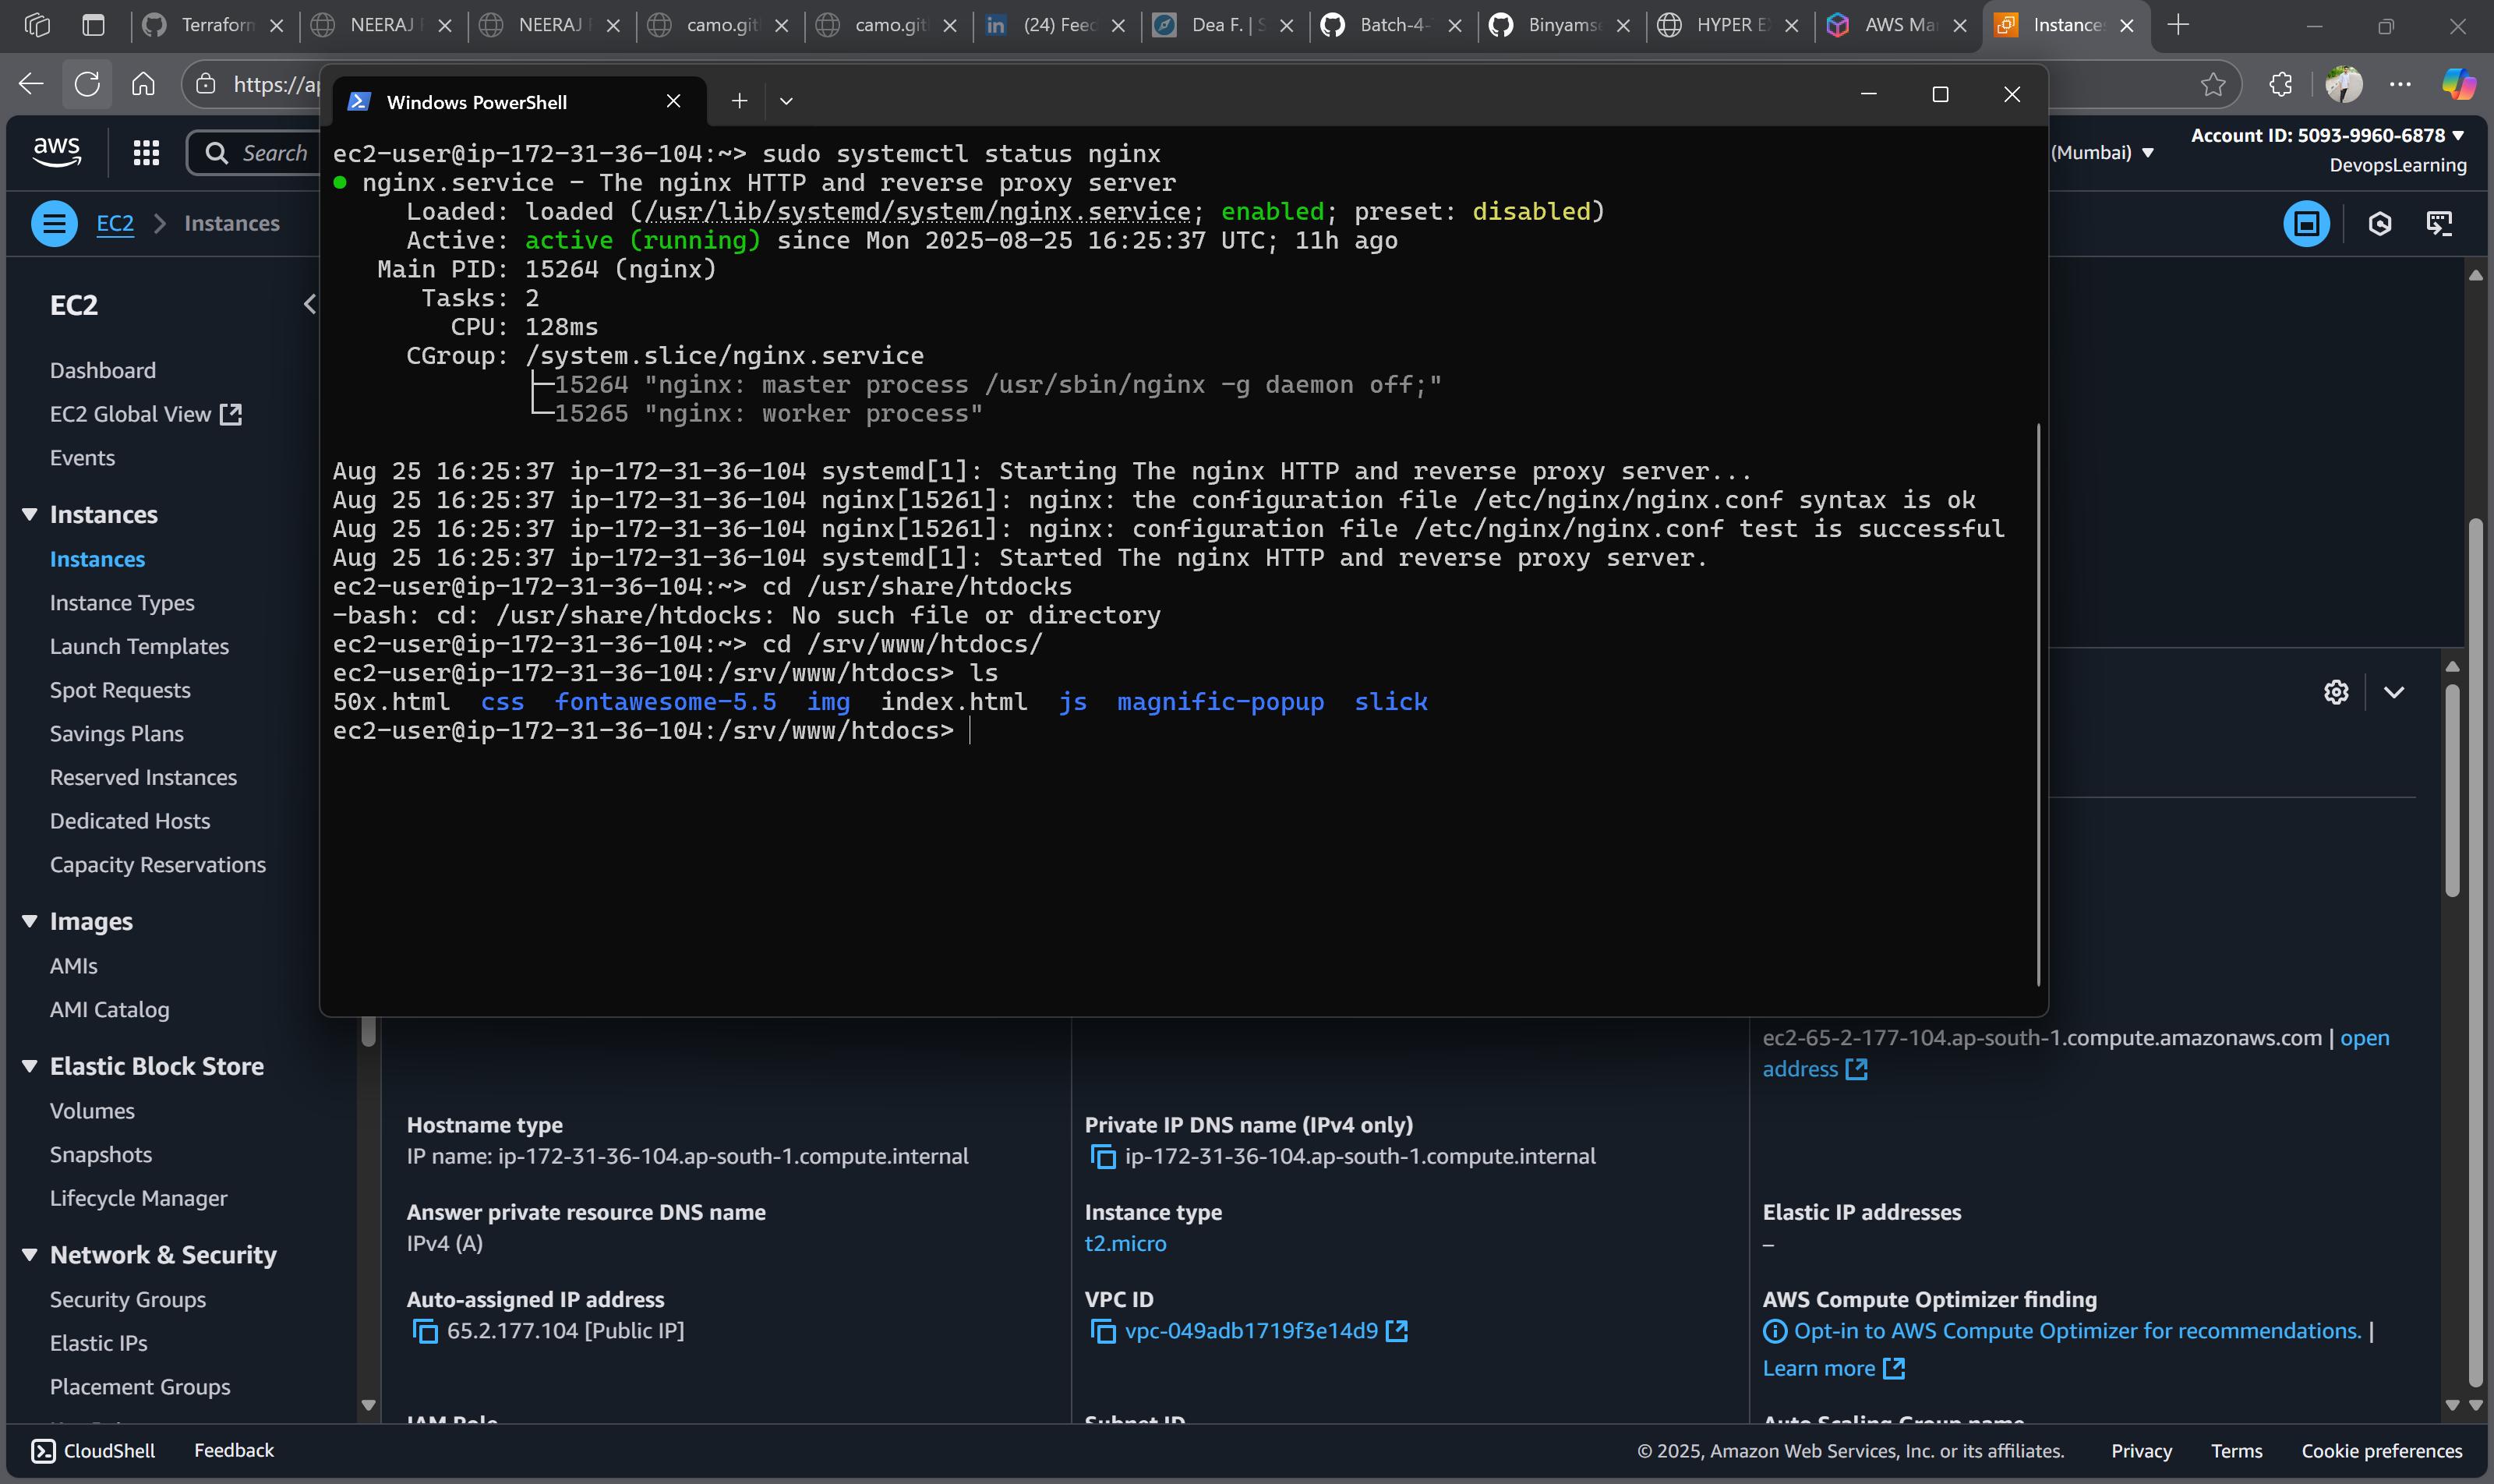 Terraform
NEERAJ
NEERAJ
camo.git
camo.git
(24) Feed
Dea F. | S
Batch-4-
Binyams
HYPER E
AWS Ma
Instance
https://ap
Windows PowerShell
aws
Search
(Mumbai)
Account ID: 5093-9960-6878
DevopsLearning
EC2 > Instances
EC2
Dashboard
EC2 Global View
Events
Instances
Instances
Instance Types
Launch Templates
Spot Requests
Savings Plans
Reserved Instances
Dedicated Hosts
Capacity Reservations
Images
AMIs
AMI Catalog
Elastic Block Store
Volumes
Snapshots
Lifecycle Manager
Network & Security
Security Groups
Elastic IPs
Placement Groups
ec2-user@ip-172-31-36-104:~> sudo systemctl status nginx
● nginx.service - The nginx HTTP and reverse proxy server
Loaded: loaded (/usr/lib/systemd/system/nginx.service; enabled; preset: disabled)
Active: active (running) since Mon 2025-08-25 16:25:37 UTC; 11h ago
Main PID: 15264 (nginx)
Tasks: 2
CPU: 128ms
CGroup: /system.slice/nginx.service
├─15264 "nginx: master process /usr/sbin/nginx -g daemon off;"
└─15265 "nginx: worker process"
Aug 25 16:25:37 ip-172-31-36-104 systemd[1]: Starting The nginx HTTP and reverse proxy server...
Aug 25 16:25:37 ip-172-31-36-104 nginx[15261]: nginx: the configuration file /etc/nginx/nginx.conf syntax is ok
Aug 25 16:25:37 ip-172-31-36-104 nginx[15261]: nginx: configuration file /etc/nginx/nginx.conf test is successful
Aug 25 16:25:37 ip-172-31-36-104 systemd[1]: Started The nginx HTTP and reverse proxy server.
ec2-user@ip-172-31-36-104:~> cd /usr/share/htdocks
-bash: cd: /usr/share/htdocks: No such file or directory
ec2-user@ip-172-31-36-104:~> cd /srv/www/htdocs/
ec2-user@ip-172-31-36-104:/srv/www/htdocs> ls
50x.html css fontawesome-5.5 img index.html js magnific-popup slick
ec2-user@ip-172-31-36-104:/srv/www/htdocs>
ec2-65-2-177-104.ap-south-1.compute.amazonaws.com | open
address
Hostname type
IP name: ip-172-31-36-104.ap-south-1.compute.internal
Private IP DNS name (IPv4 only)
ip-172-31-36-104.ap-south-1.compute.internal
Answer private resource DNS name
IPv4 (A)
Instance type
t2.micro
Elastic IP addresses
–
Auto-assigned IP address
65.2.177.104 [Public IP]
VPC ID
vpc-049adb1719f3e14d9
AWS Compute Optimizer finding
Opt-in to AWS Compute Optimizer for recommendations. |
Learn more
IAM Role
Subnet ID
Auto Scaling Group name
CloudShell
Feedback
© 2025, Amazon Web Services, Inc. or its affiliates.
Privacy
Terms
Cookie preferences